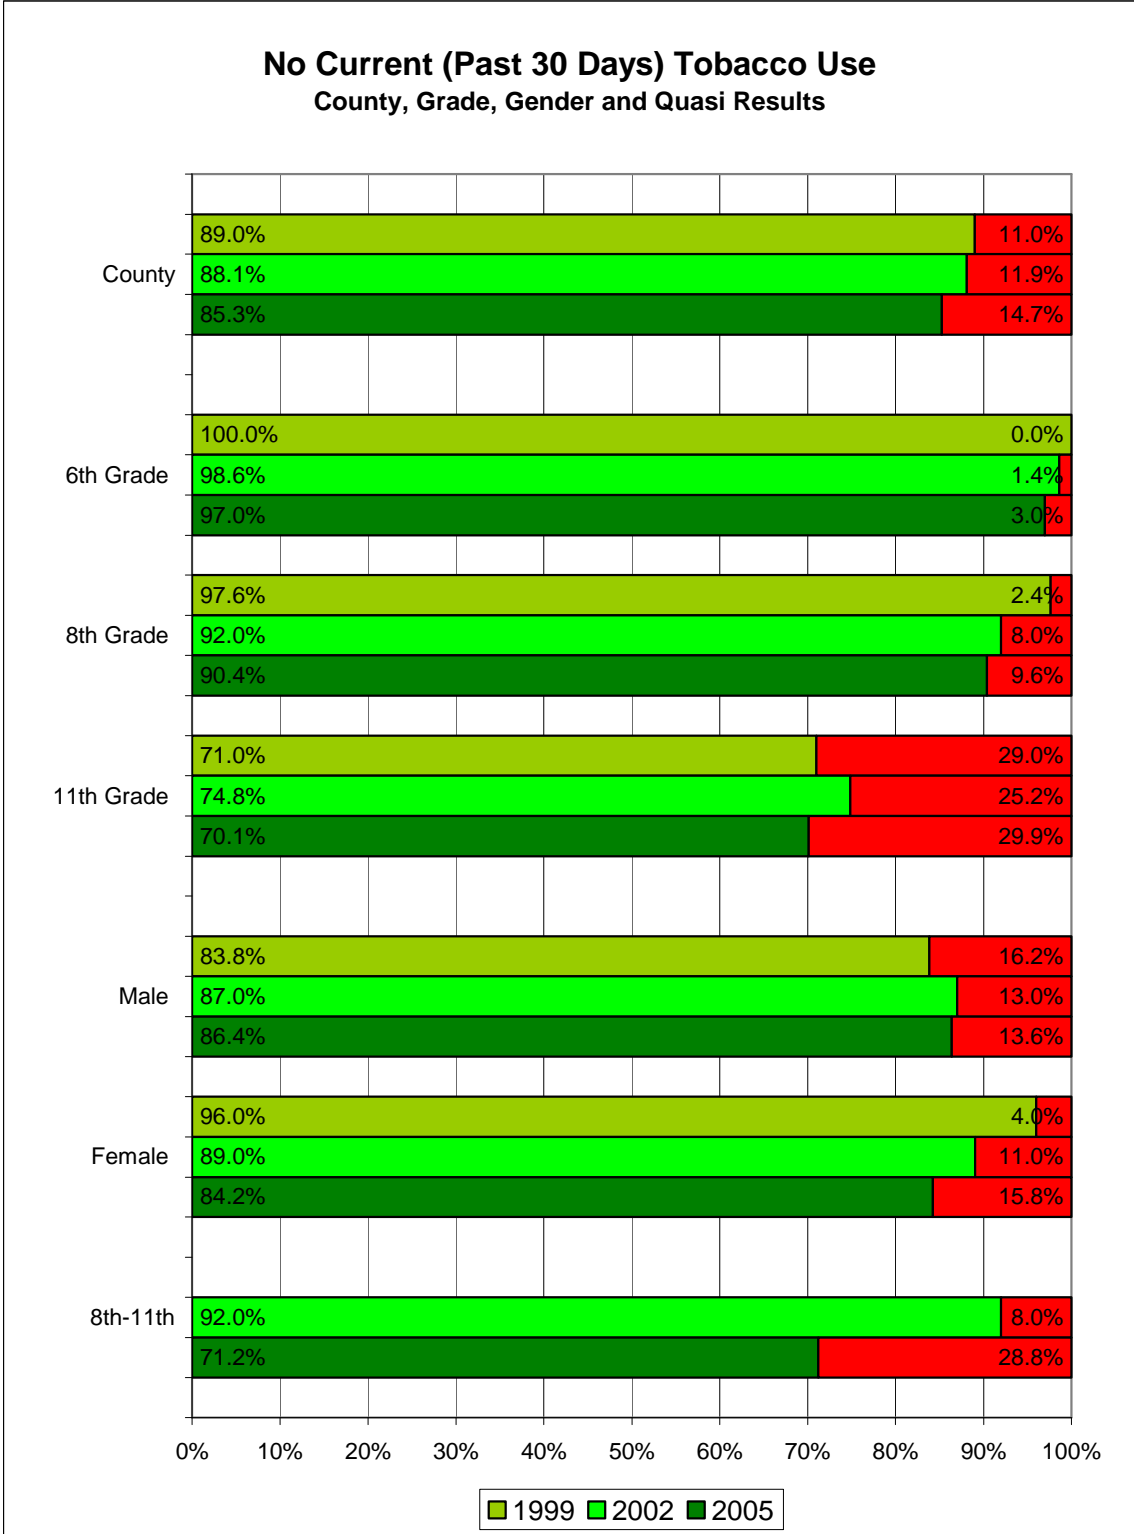 No Current (Past 30 Days) Tobacco Use
County, Grade, Gender and Quasi Results
89.0% 11.0%
County 88.1% 11.9%
85.3% 14.7%
100.0% 0.0%
6th Grade 98.6% 1.4%
97.0% 3.0%
97.6% 2.4%
8th Grade 92.0% 8.0%
90.4% 9.6%
71.0% 29.0%
11th Grade 74.8% 25.2%
70.1% 29.9%
83.8% 16.2%
Male 87.0% 13.0%
86.4% 13.6%
96.0% 4.0%
Female 89.0% 11.0%
84.2% 15.8%
8th-11th 92.0% 8.0%
71.2% 28.8%
0% 10% 20% 30% 40% 50% 60% 70% 80% 90% 100%
1999 2002 2005